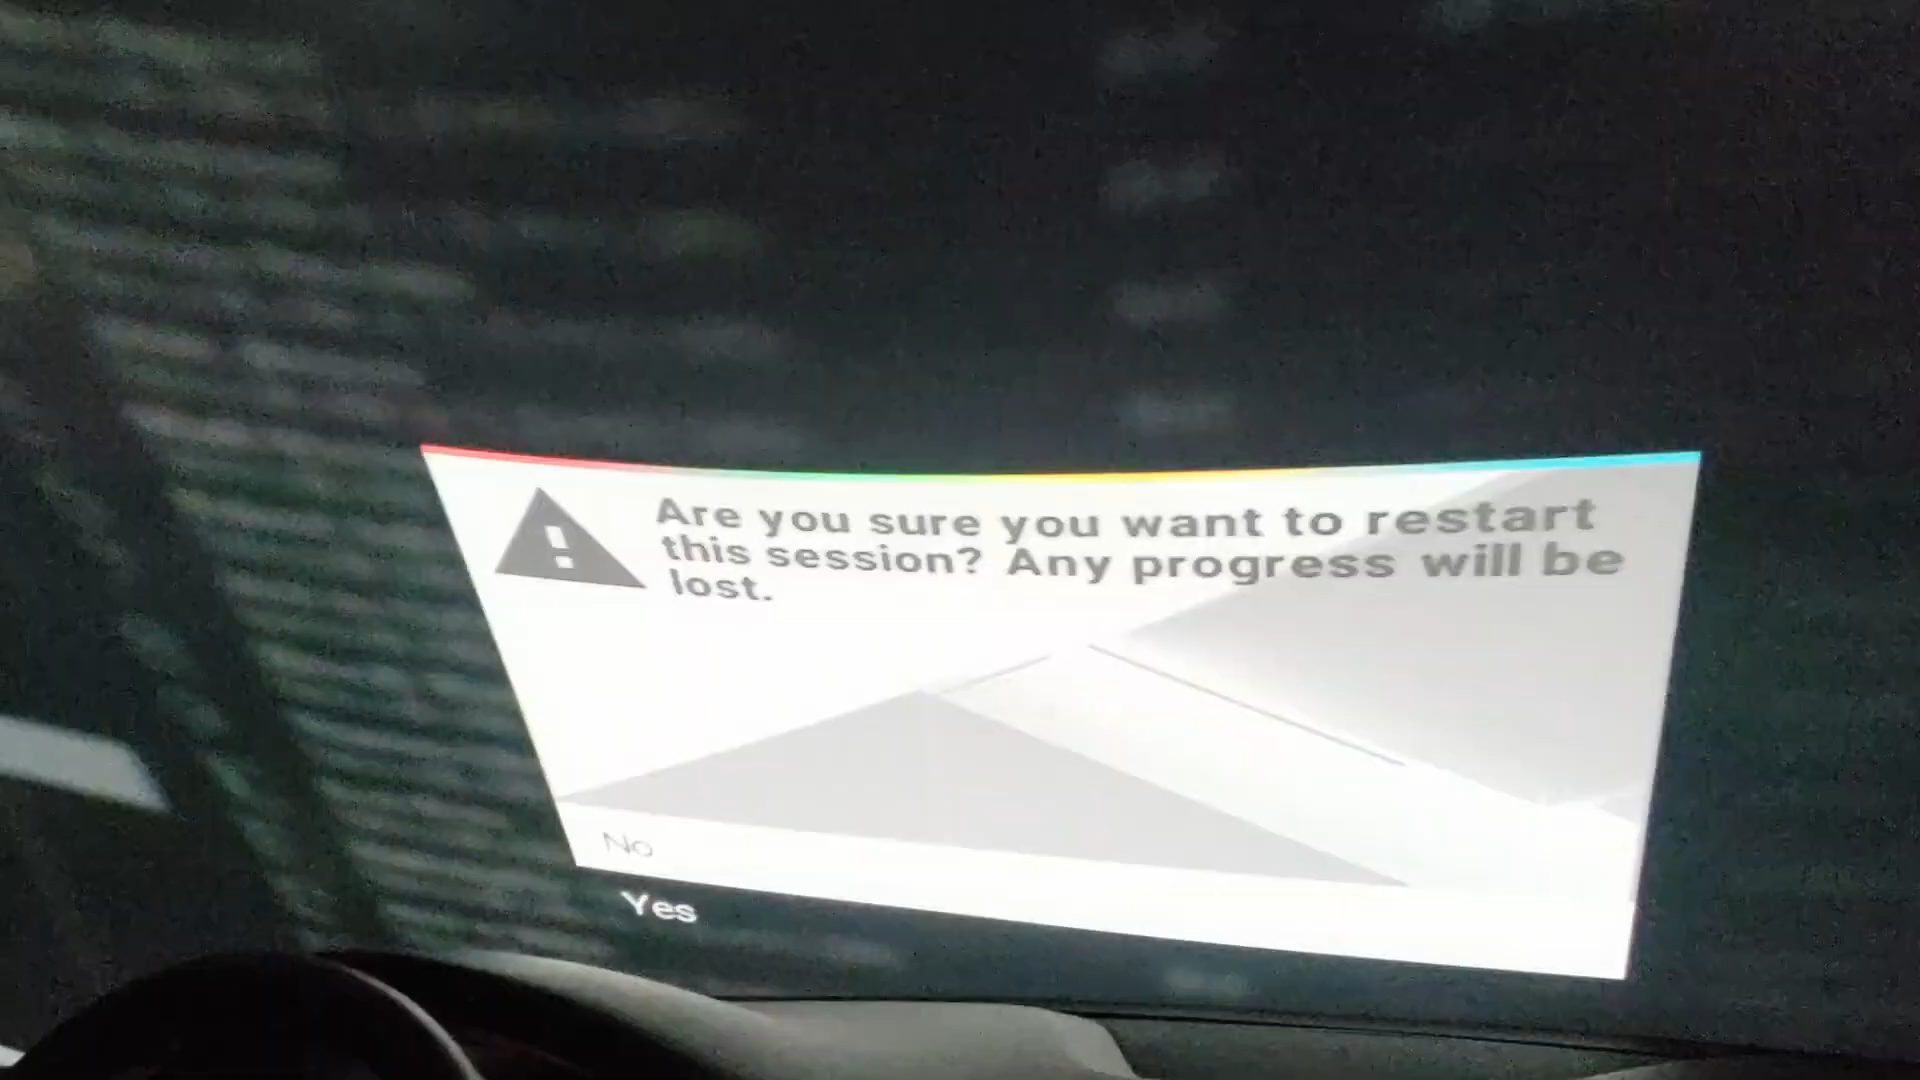 Are you sure you want to restart
this session? Any progress will be
lost.
No
Yes